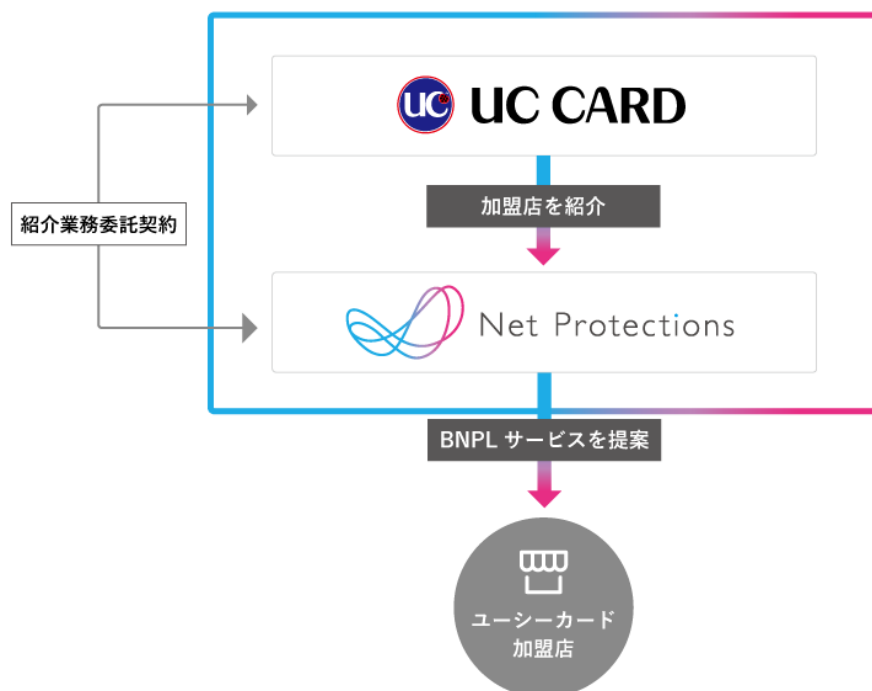 UC UC CARD
加盟店を紹介
紹介業務委託契約
Net Protections
BNPL サービスを提案
ユーシーカード
加盟店